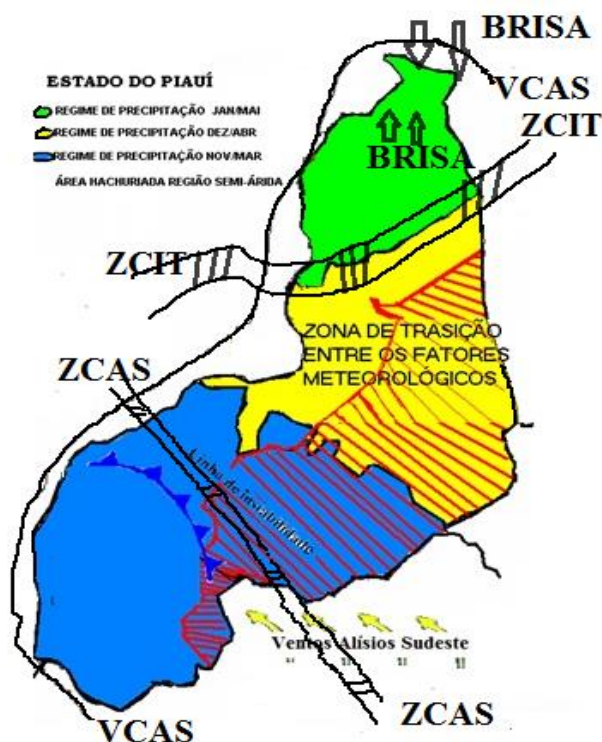 BRISA
ESTADO DO PIAUÍ
VCAS
REGIME DE PRECIPITAÇÃO JAN/MAI
ZCIT
REGIME DE PRECIPITAÇÃO DEZ/ABR
BRISA
REGIME DE PRECIPITAÇÃO NOV/MAR
ÁREA HACHURIADA REGIÃO SEMI-ÁRIDA
ZCIT
ZONA DE TRASIÇÃO
ENTRE OS FATORES
METEOROLÓGICOS
ZCAS
Linha de instabilidade
Ventos Alísios Sudeste
ZCAS
VCAS